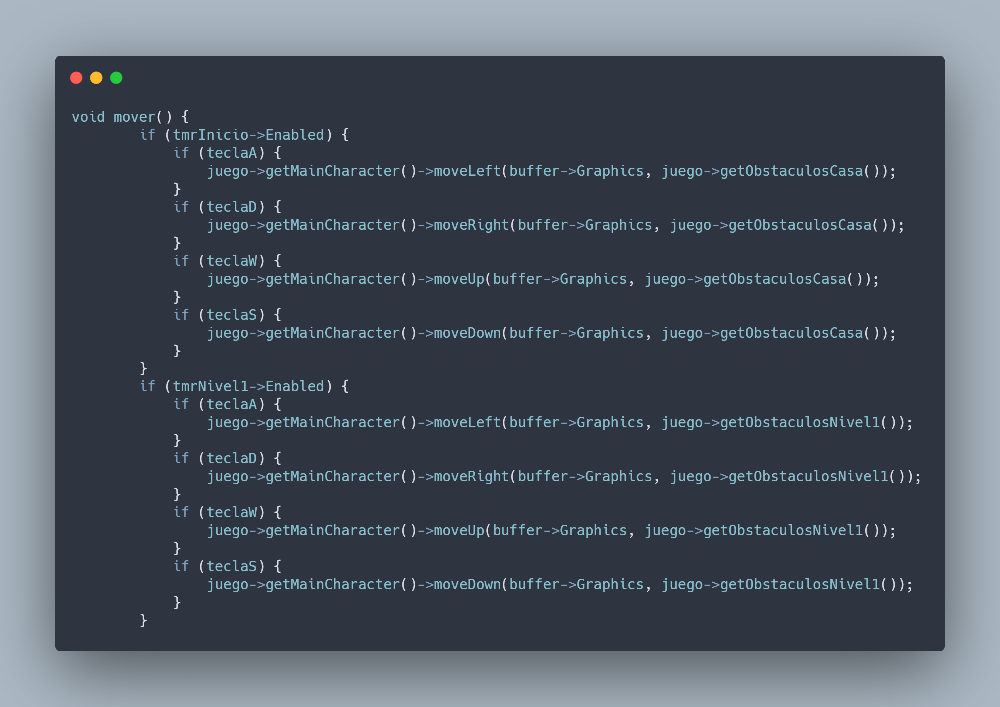 void mover() {
        if (tmrInicio->Enabled) {
            if (teclaA) {
                juego->getMainCharacter()->moveLeft(buffer->Graphics, juego->getObstaculosCasa());
            }
            if (teclaD) {
                juego->getMainCharacter()->moveRight(buffer->Graphics, juego->getObstaculosCasa());
            }
            if (teclaW) {
                juego->getMainCharacter()->moveUp(buffer->Graphics, juego->getObstaculosCasa());
            }
            if (teclaS) {
                juego->getMainCharacter()->moveDown(buffer->Graphics, juego->getObstaculosCasa());
            }
        }
        if (tmrNivel1->Enabled) {
            if (teclaA) {
                juego->getMainCharacter()->moveLeft(buffer->Graphics, juego->getObstaculosNivel1());
            }
            if (teclaD) {
                juego->getMainCharacter()->moveRight(buffer->Graphics, juego->getObstaculosNivel1());
            }
            if (teclaW) {
                juego->getMainCharacter()->moveUp(buffer->Graphics, juego->getObstaculosNivel1());
            }
            if (teclaS) {
                juego->getMainCharacter()->moveDown(buffer->Graphics, juego->getObstaculosNivel1());
            }
        }